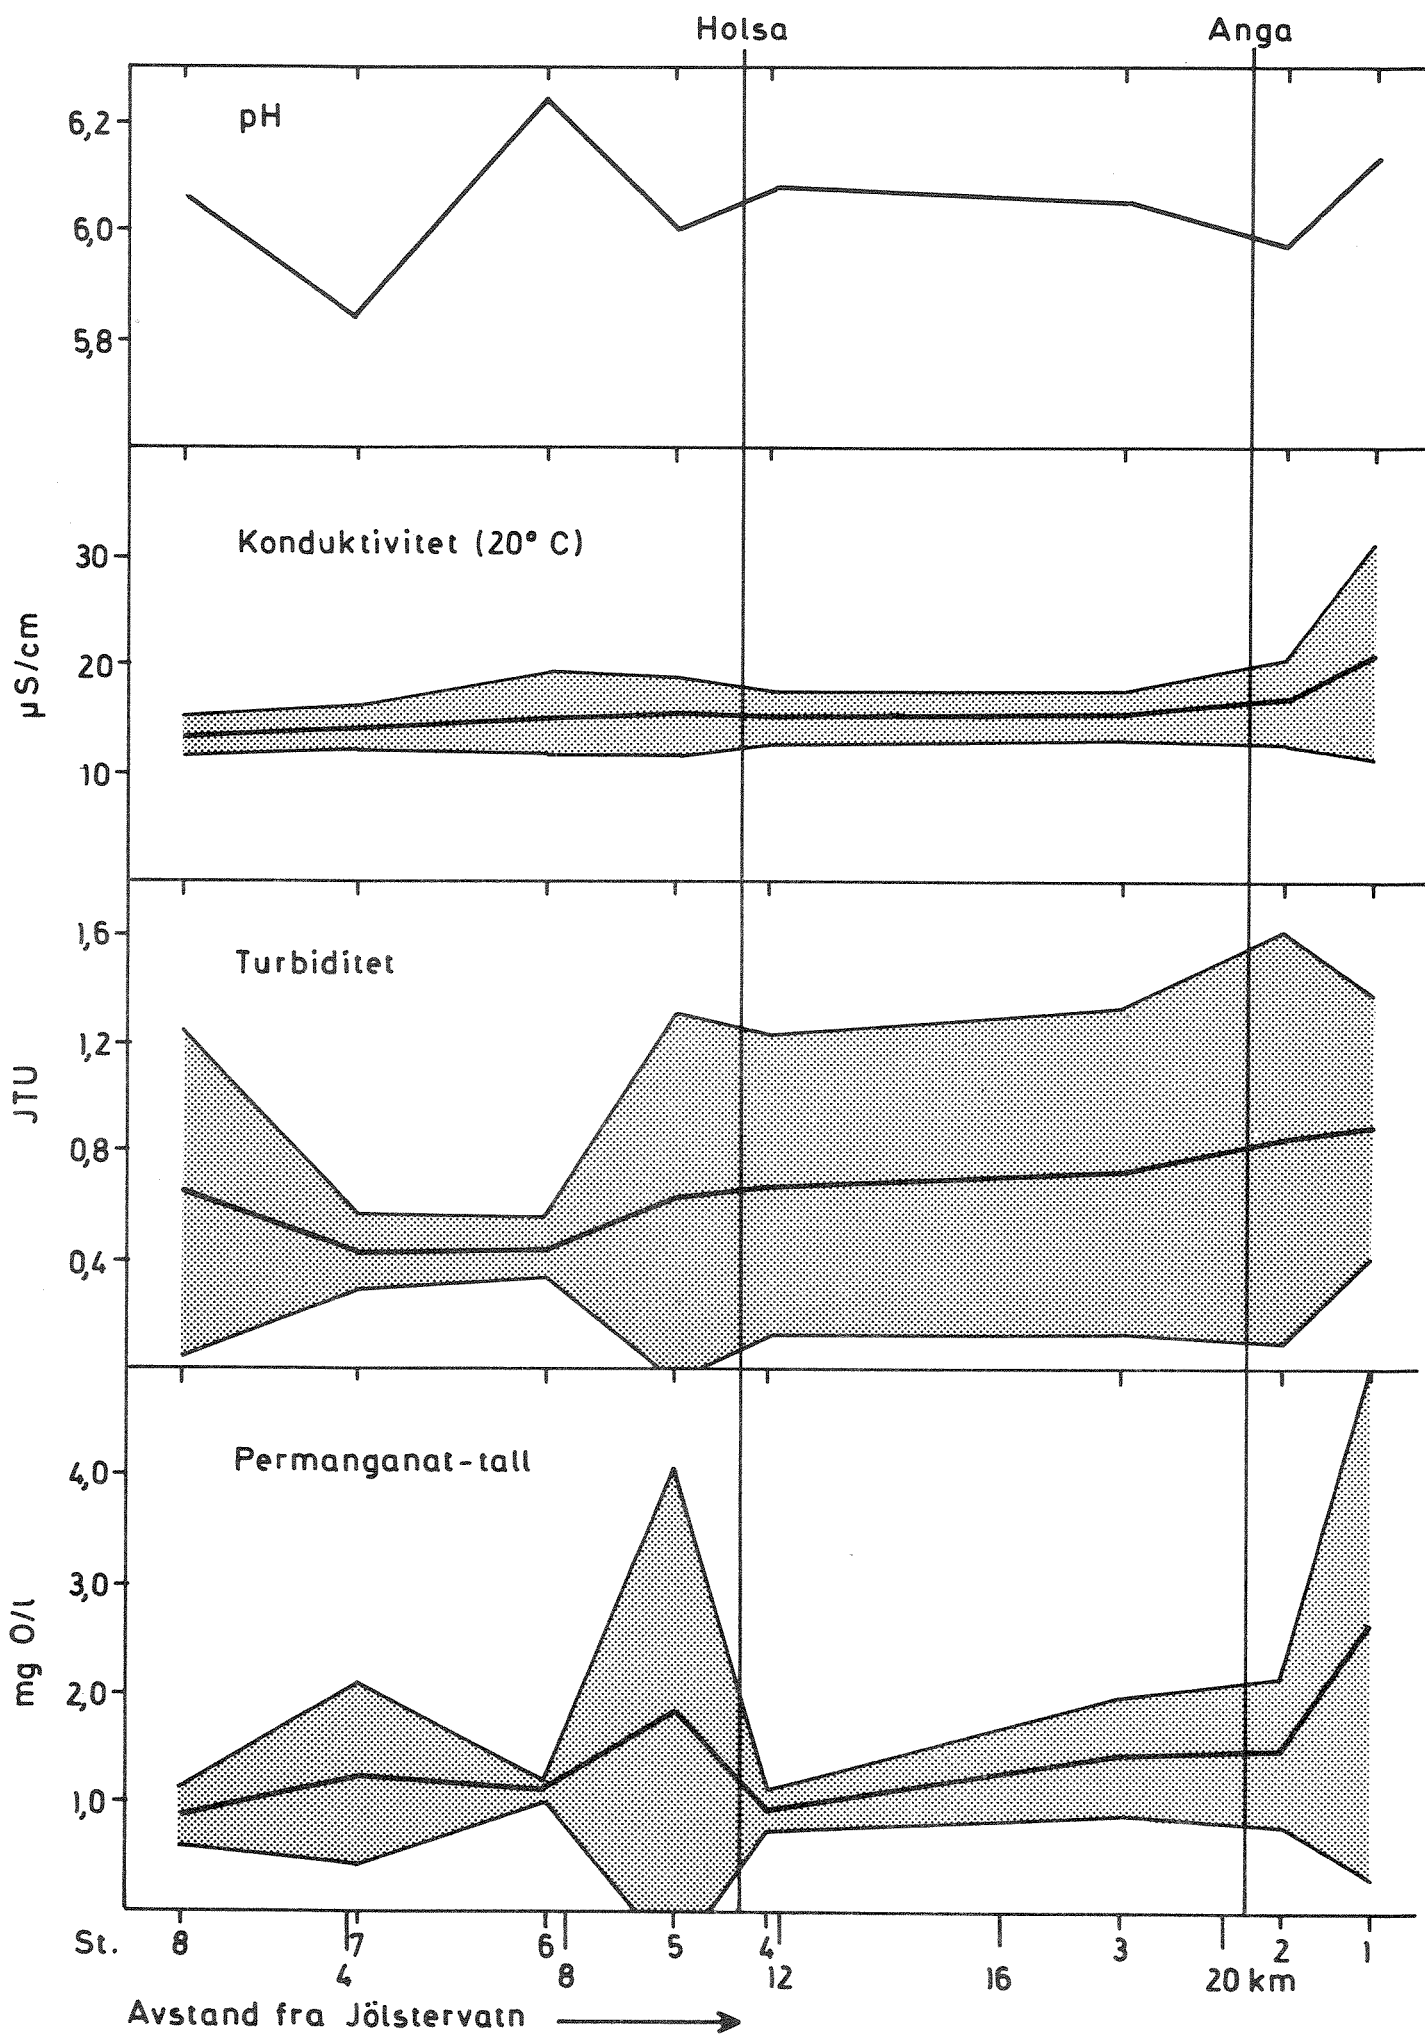 Holsa Anga
pH
6,2
6,0
5,8
Konduktivitet (20° C)
µS/cm
30
20
10
Turbiditet
JTU
1,6
1,2
0,8
0,4
Permanganat-tall
mg O/l
4,0
3,0
2,0
1,0
St. 8 7 6 5 4 3 2 1
4 8 12 16 20 km
Avstand fra Jölstervatn